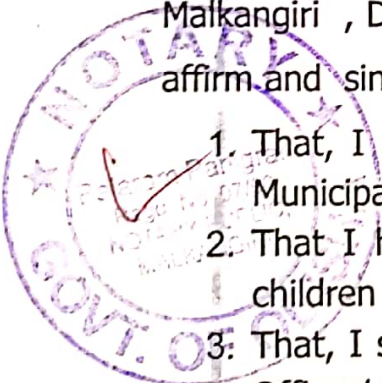 Malkangiri , D
affirm and sin
1. That, I
Municipa
2. That I h
children
3. That, I s
NOTARY
GOVT. OF